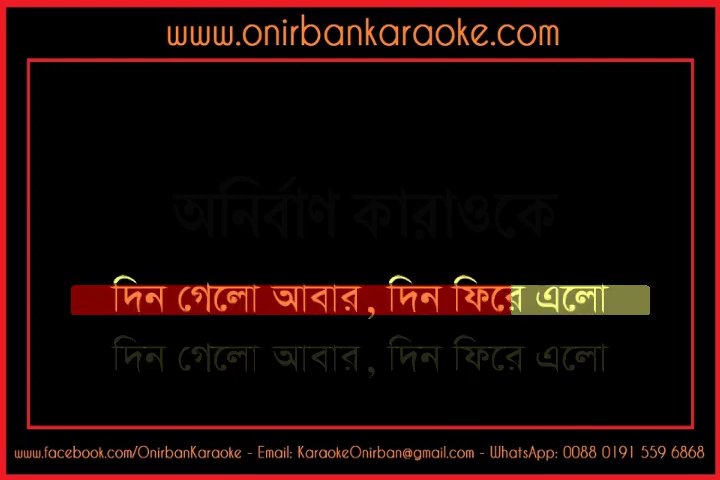 www.onirbankaraoke.com
অনির্বাণ কারাওকে
দিন গেলো আবার, দিন ফিরে এলো
দিন গেলো আবার, দিন ফিরে এলো
www.facebook.com/OnirbanKaraoke - Email: KaraokeOnirban@gmail.com - WhatsApp: 0088 0191 559 6868